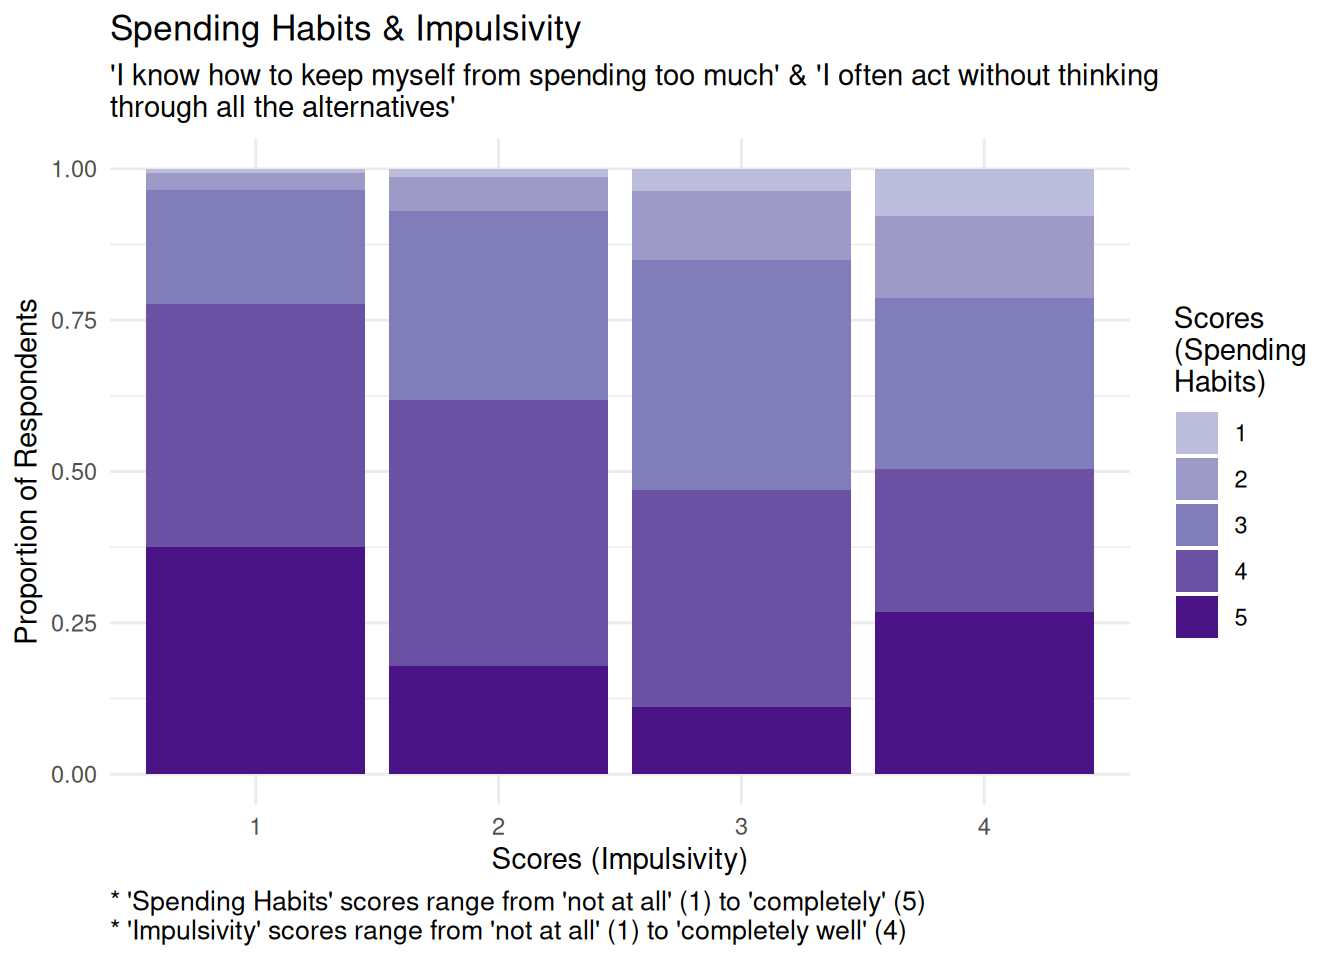 Spending Habits & Impulsivity
'I know how to keep myself from spending too much' & 'I often act without thinking
through all the alternatives'
1.00
0.75
0.50
0.25
0.00
Proportion of Respondents
1 2 3 4
Scores (Impulsivity)
Scores
(Spending
Habits)
1
2
3
4
5
* 'Spending Habits' scores range from 'not at all' (1) to 'completely' (5)
* 'Impulsivity' scores range from 'not at all' (1) to 'completely well' (4)